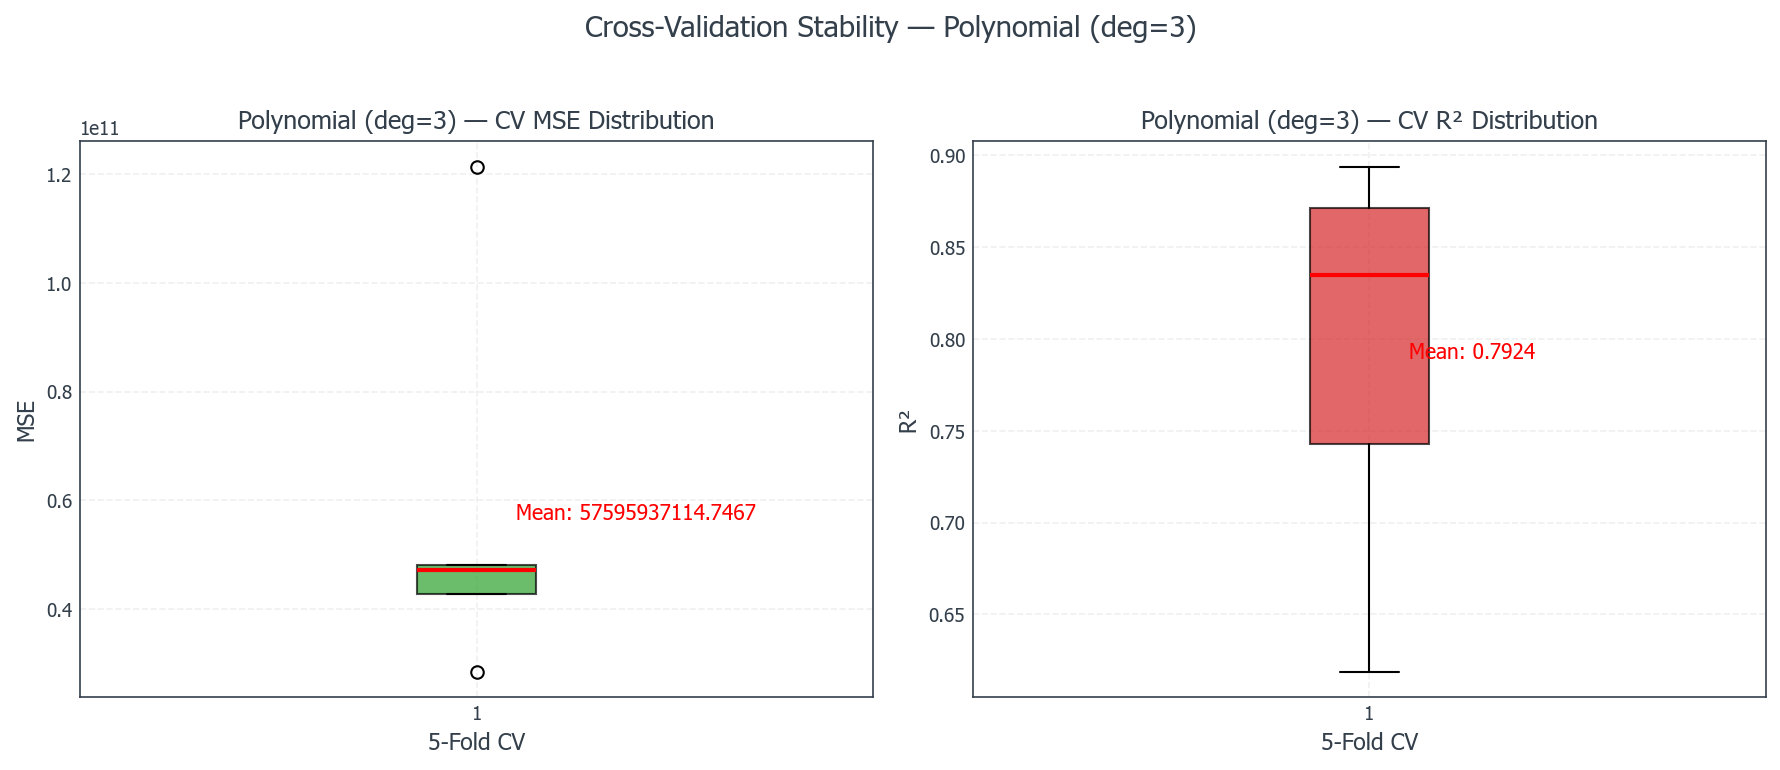 Cross-Validation Stability — Polynomial (deg=3)
Polynomial (deg=3) — CV MSE Distribution
1e11
1.2
1.0
0.8
0.6
0.4
MSE
Mean: 57595937114.7467
1
5-Fold CV
Polynomial (deg=3) — CV R² Distribution
0.90
0.85
0.80
0.75
0.70
0.65
R²
Mean: 0.7924
1
5-Fold CV